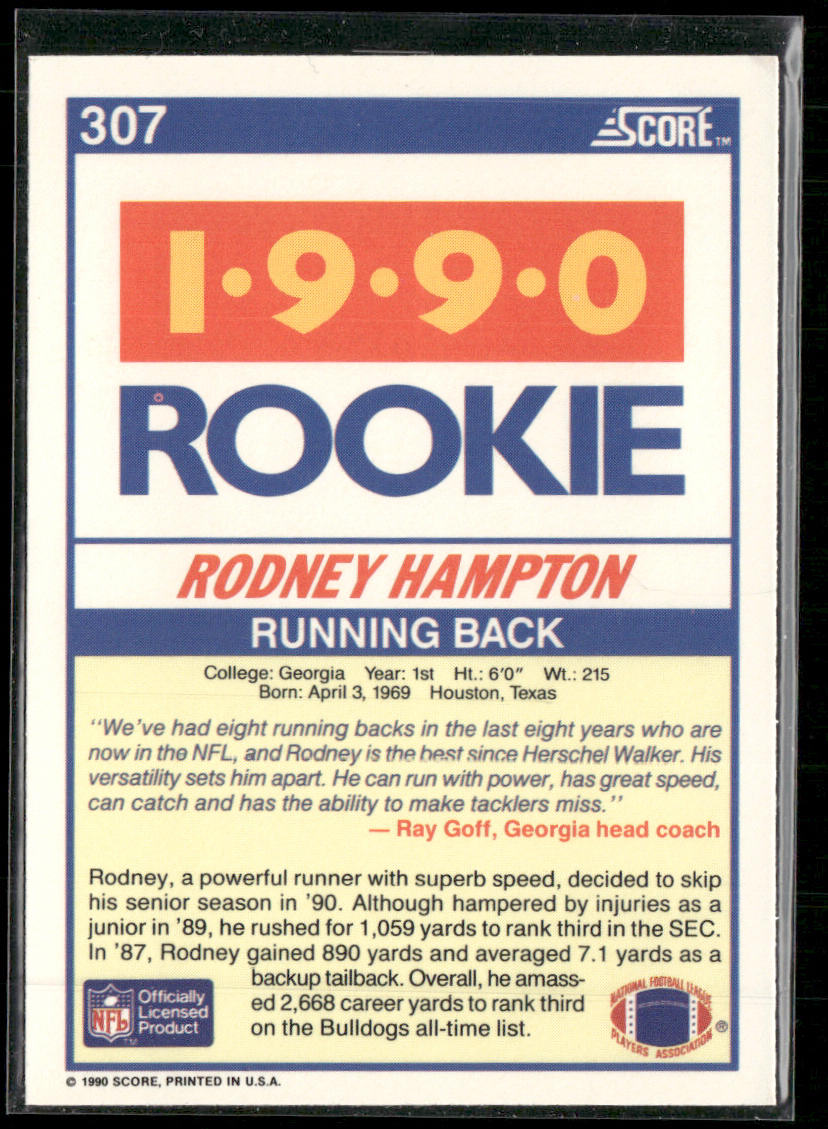 307
SCORE™
1·9·9·0
ROOKIE
RODNEY HAMPTON
RUNNING BACK
College: Georgia Year: 1st Ht.: 6'0" Wt.: 215
Born: April 3, 1969 Houston, Texas
"We've had eight running backs in the last eight years who are
now in the NFL, and Rodney is the best since Herschel Walker. His
versatility sets him apart. He can run with power, has great speed,
can catch and has the ability to make tacklers miss."
— Ray Goff, Georgia head coach
Rodney, a powerful runner with superb speed, decided to skip
his senior season in '90. Although hampered by injuries as a
junior in '89, he rushed for 1,059 yards to rank third in the SEC.
In '87, Rodney gained 890 yards and averaged 7.1 yards as a
backup tailback. Overall, he amass-
ed 2,668 career yards to rank third
on the Bulldogs all-time list.
NFL
™
Officially
Licensed
Product
NATIONAL FOOTBALL LEAGUE
PLAYERS ASSOCIATION
®
© 1990 SCORE, PRINTED IN U.S.A.